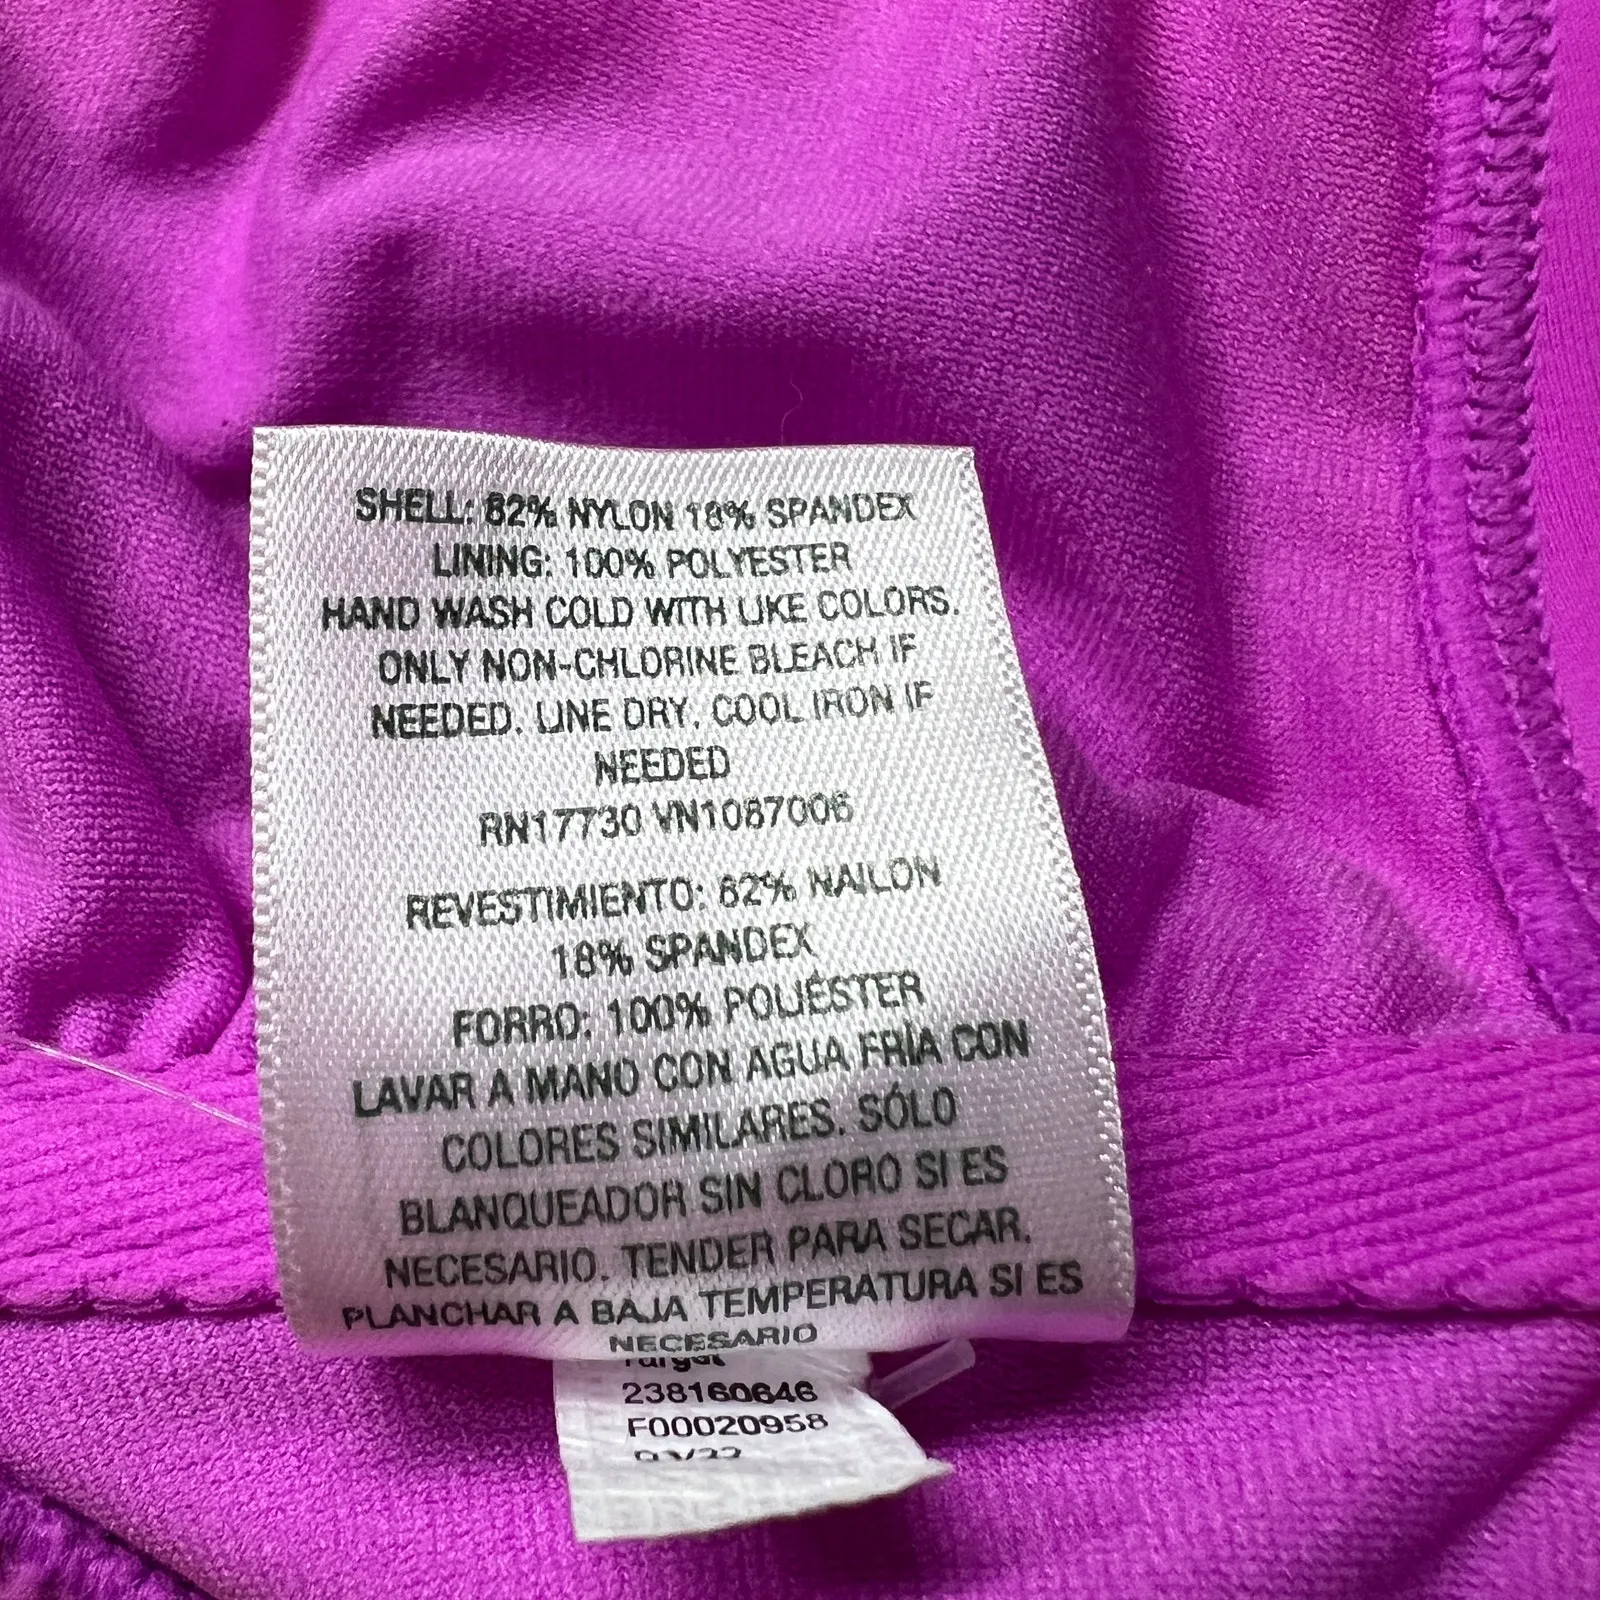 SHELL: 82% NYLON 18% SPANDEX
LINING: 100% POLYESTER
HAND WASH COLD WITH LIKE COLORS.
ONLY NON-CHLORINE BLEACH IF
NEEDED. LINE DRY. COOL IRON IF
NEEDED
RN17730 VN1087006
REVESTIMIENTO: 82% NAILON
18% SPANDEX
FORRO: 100% POLIÉSTER
LAVAR A MANO CON AGUA FRÍA CON
COLORES SIMILARES. SÓLO
BLANQUEADOR SIN CLORO SI ES
NECESARIO. TENDER PARA SECAR.
PLANCHAR A BAJA TEMPERATURA SI ES
NECESARIO
Target
238160646
F00020958